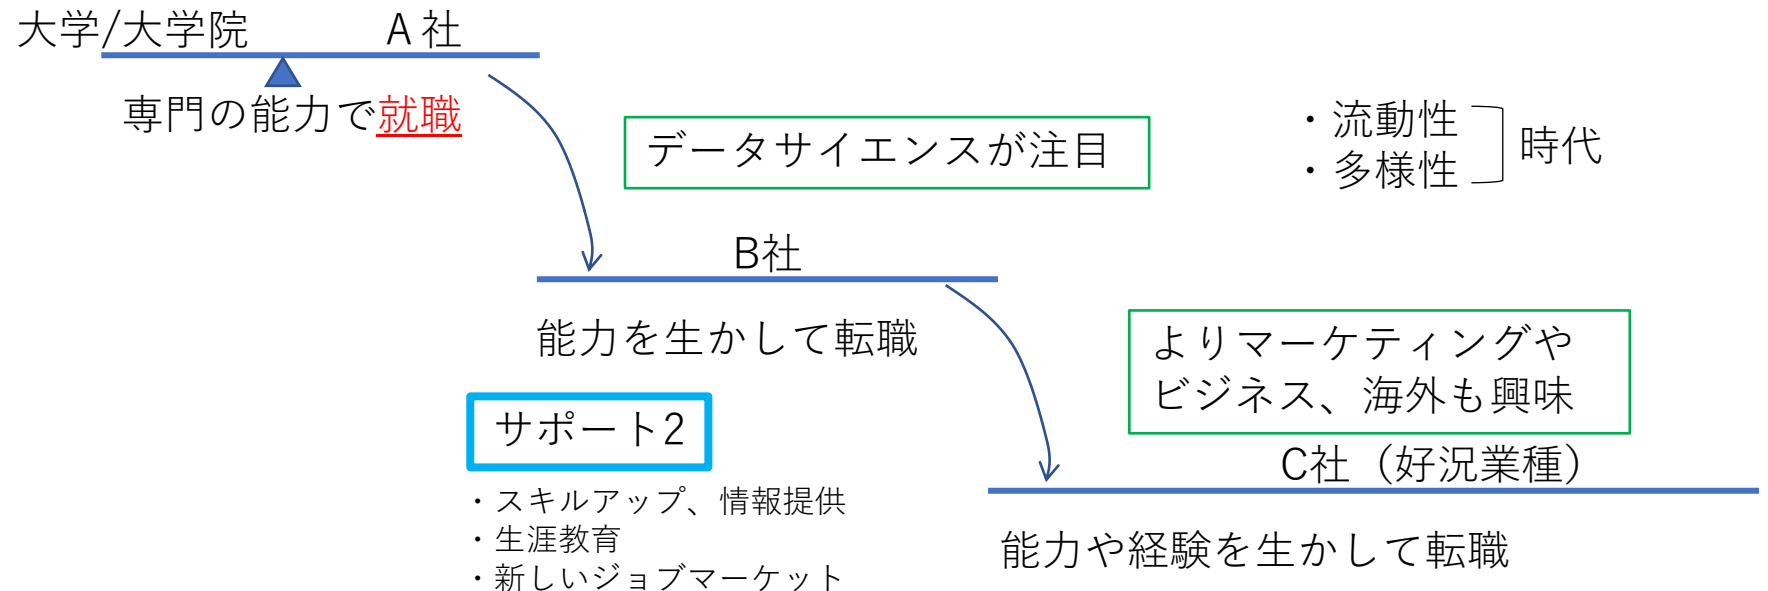 大学/大学院
A社
専門の能力で就職
データサイエンスが注目
・流動性
・多様性
時代
B社
能力を生かして転職
よりマーケティングや
ビジネス、海外も興味
サポート2
C社（好況業種）
・スキルアップ、情報提供
・生涯教育
・新しいジョブマーケット
能力や経験を生かして転職